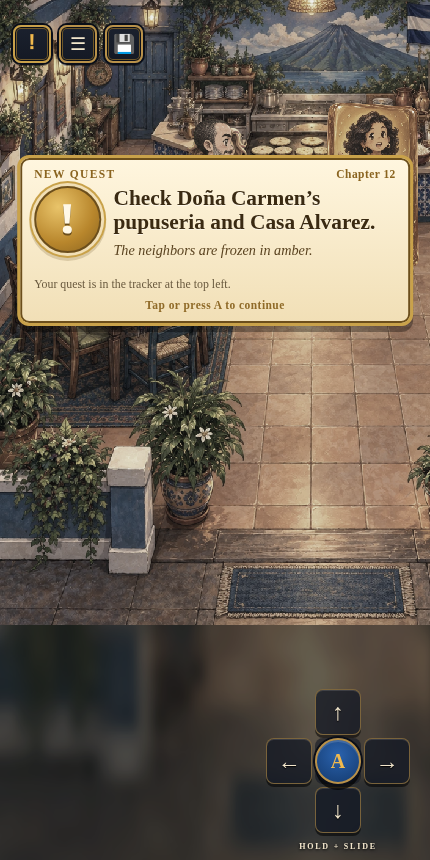 !
NEW QUEST
Chapter 12
!
Check Doña Carmen's
pupuseria and Casa Alvarez.
The neighbors are frozen in amber.
Your quest is in the tracker at the top left.
Tap or press A to continue
↑
← A →
↓
HOLD + SLIDE